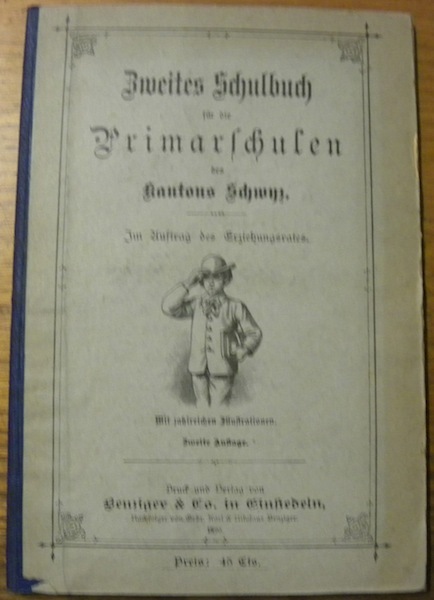 Zweites Schulbuch
für die
Primarschulen
des
Kantons Schwyz.
Im Auftrag des Erziehungsrates.
Mit zahlreichen Illustrationen.
Zweite Auflage.
Druck und Verlag von
Benziger & Co. in Einsiedeln,
Preis: 45 Cts.